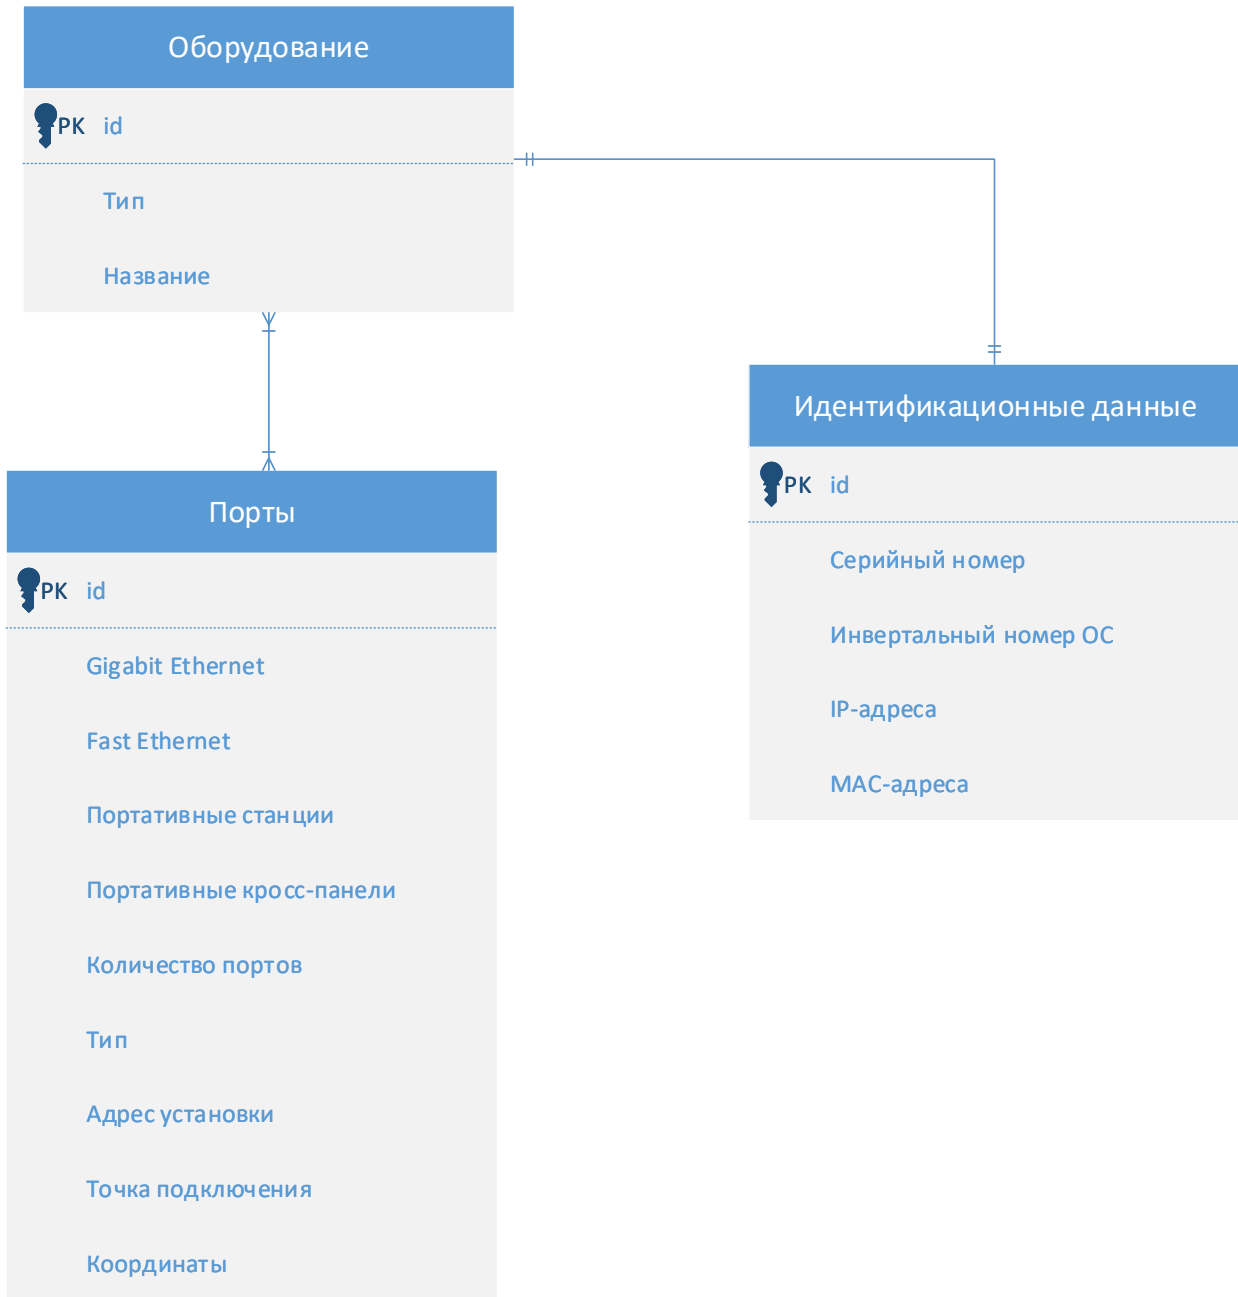 Оборудование
PK id
Тип
Название
Идентификационные данные
PK id
Серийный номер
Инвертальный номер ОС
IP-адреса
MAC-адреса
Порты
PK id
Gigabit Ethernet
Fast Ethernet
Портативные станции
Портативные кросс-панели
Количество портов
Тип
Адрес установки
Точка подключения
Координаты